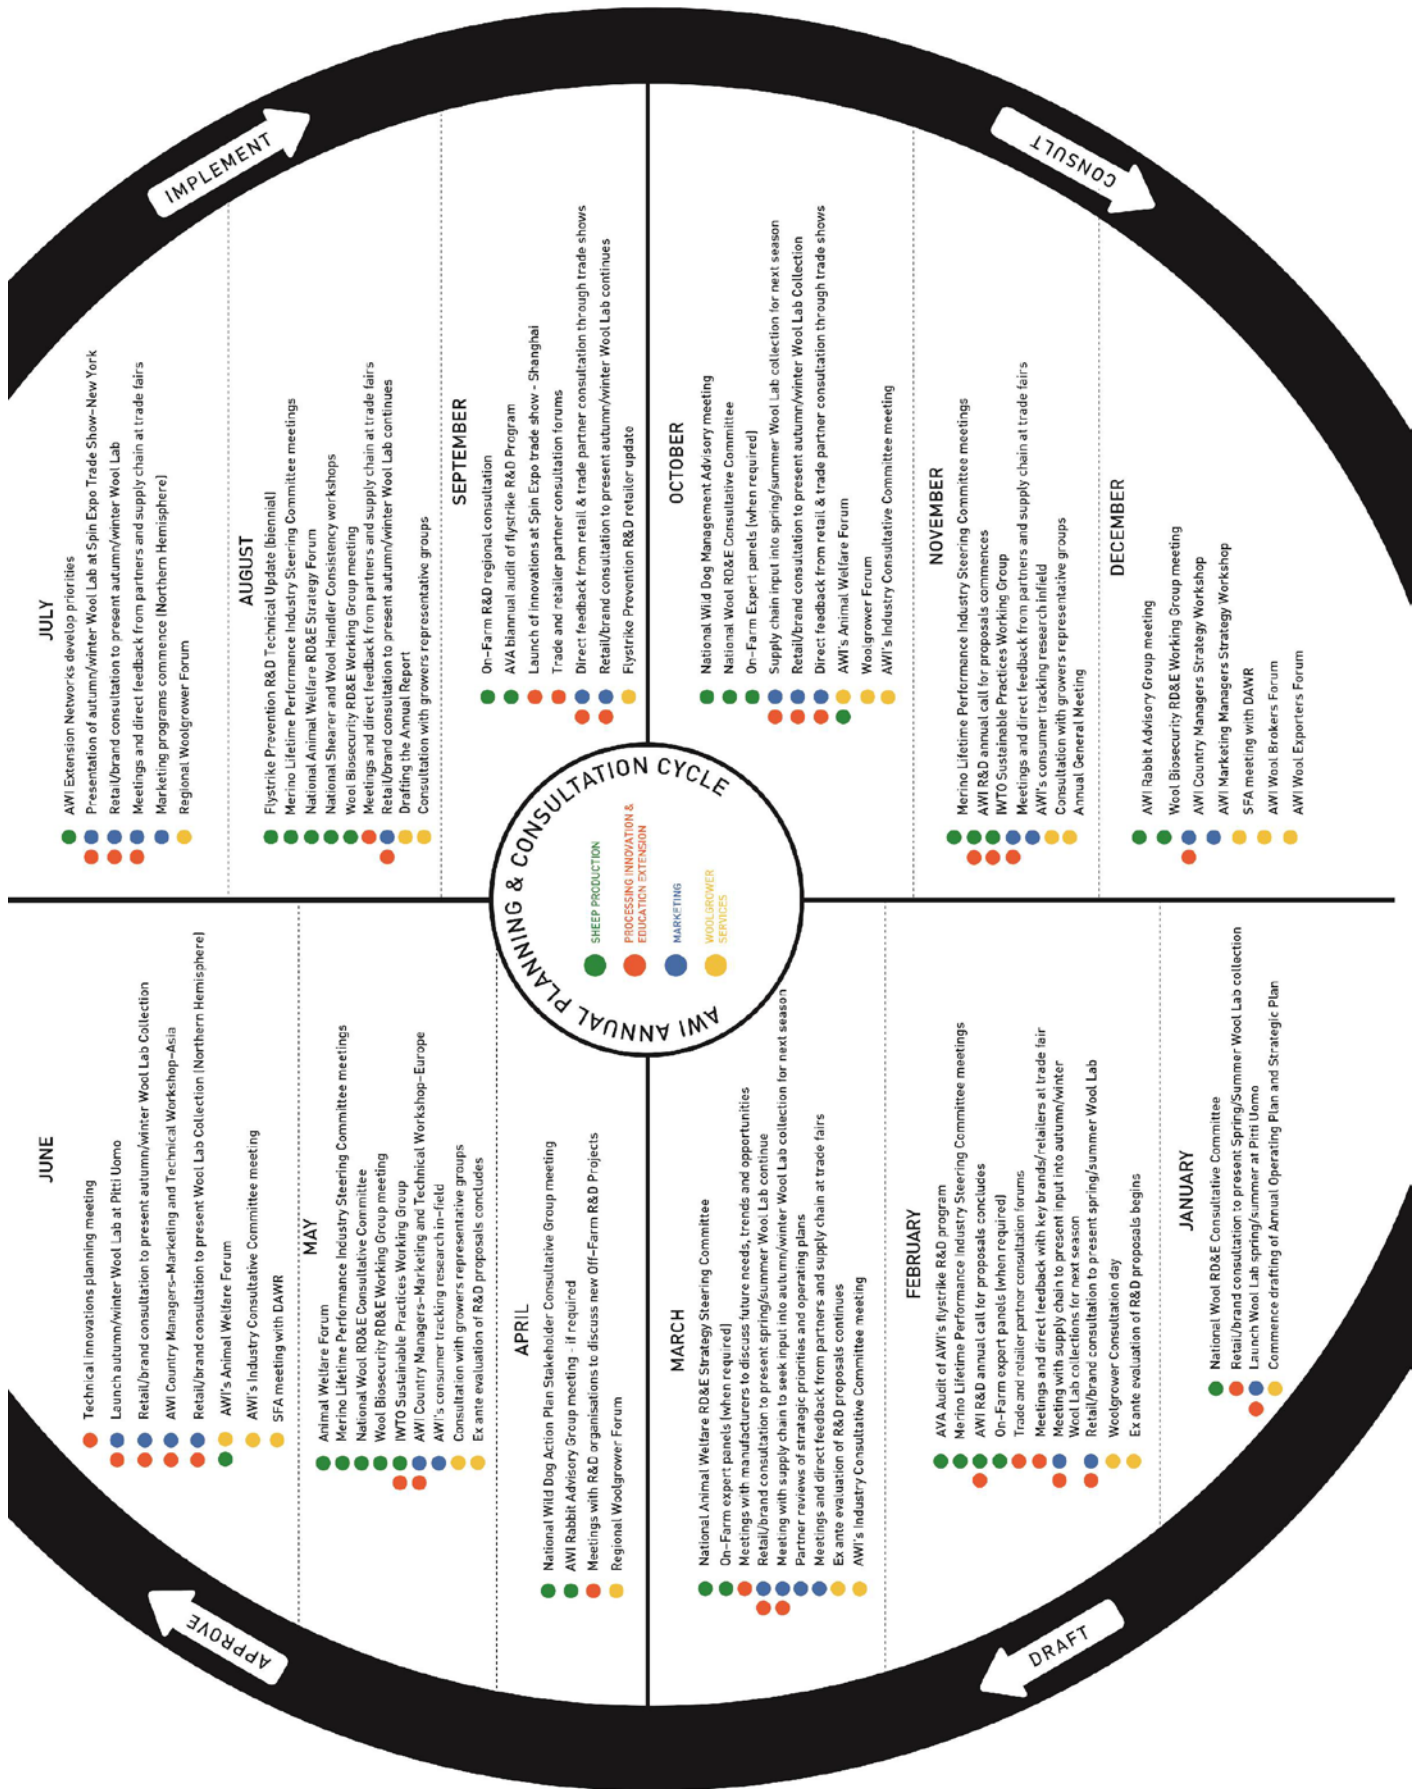 AWI ANNUAL PLANNING & CONSULTATION CYCLE
SHEEP PRODUCTION
PROCESSING INNOVATION &
EDUCATION EXTENSION
MARKETING
WOOLGROWER
SERVICES
IMPLEMENT
JULY
AWI Extension Networks develop priorities
Presentation of autumn/winter Wool Lab at Spin Expo Trade Show–New York
Retail/brand consultation to present autumn/winter Wool Lab
Meetings and direct feedback from partners and supply chain at trade fairs
Marketing programs commence (Northern Hemisphere)
Regional Woolgrower Forum
AUGUST
Flystrike Prevention R&D Technical Update (biennial)
Merino Lifetime Performance Industry Steering Committee meetings
National Animal Welfare RD&E Strategy Forum
National Shearer and Wool Handler Consistency workshops
Wool Biosecurity RD&E Working Group meeting
Meetings and direct feedback from partners and supply chain at trade fairs
Retail/brand consultation to present autumn/winter Wool Lab continues
Drafting the Annual Report
Consultation with growers representative groups
SEPTEMBER
On–Farm R&D regional consultation
AVA biannual audit of flystrike R&D Program
Launch of innovations at Spin Expo trade show - Shanghai
Trade and retailer partner consultation forums
Direct feedback from retail & trade partner consultation through trade shows
Retail/brand consultation to present autumn/winter Wool Lab continues
Flystrike Prevention R&D retailer update
CONSULT
OCTOBER
National Wild Dog Management Advisory meeting
National Wool RD&E Consultative Committee
On–Farm Expert panels (when required)
Supply chain input into spring/summer Wool Lab collection for next season
Retail/brand consultation to present autumn/winter Wool Lab Collection
Direct feedback from retail & trade partner consultation through trade shows
AWI's Animal Welfare Forum
Woolgrower Forum
AWI's Industry Consultative Committee meeting
NOVEMBER
Merino Lifetime Performance Industry Steering Committee meetings
AWI R&D annual call for proposals commences
IWTO Sustainable Practices Working Group
Meetings and direct feedback from partners and supply chain at trade fairs
AWI's consumer tracking research infield
Consultation with growers representative groups
Annual General Meeting
DECEMBER
AWI Rabbit Advisory Group meeting
Wool Biosecurity RD&E Working Group meeting
AWI Country Managers Strategy Workshop
AWI Marketing Managers Strategy Workshop
SFA meeting with DAWR
AWI Wool Brokers Forum
AWI Wool Exporters Forum
DRAFT
JANUARY
National Wool RD&E Consultative Committee
Retail/brand consultation to present Spring/Summer Wool Lab collection
Launch Wool Lab spring/summer at Pitti Uomo
Commence drafting of Annual Operating Plan and Strategic Plan
FEBRUARY
AVA Audit of AWI's flystrike R&D program
Merino Lifetime Performance Industry Steering Committee meetings
AWI R&D annual call for proposals concludes
On–Farm expert panels (when required)
Trade and retailer partner consultation forums
Meetings and direct feedback with key brands/retailers at trade fair
Meeting with supply chain to present input into autumn/winter
Wool Lab collections for next season
Retail/brand consultation to present spring/summer Wool Lab
Woolgrower Consultation day
Ex ante evaluation of R&D proposals begins
MARCH
National Animal Welfare RD&E Strategy Steering Committee
On–Farm expert panels (when required)
Meetings with manufacturers to discuss future needs, trends and opportunities
Retail/brand consultation to present spring/summer Wool Lab continue
Meeting with supply chain to seek input into autumn/winter Wool Lab collection for next season
Partner reviews of strategic priorities and operating plans
Meetings and direct feedback from partners and supply chain at trade fairs
Ex ante evaluation of R&D proposals continues
AWI's Industry Consultative Committee meeting
APPROVE
APRIL
National Wild Dog Action Plan Stakeholder Consultative Group meeting
AWI Rabbit Advisory Group meeting - if required
Meetings with R&D organisations to discuss new Off–Farm R&D Projects
Regional Woolgrower Forum
MAY
Animal Welfare Forum
Merino Lifetime Performance Industry Steering Committee meetings
National Wool RD&E Consultative Committee
Wool Biosecurity RD&E Working Group meeting
IWTO Sustainable Practices Working Group
AWI Country Managers–Marketing and Technical Workshop–Europe
AWI's consumer tracking research in–field
Consultation with growers representative groups
Ex ante evaluation of R&D proposals concludes
JUNE
Technical innovations planning meeting
Launch autumn/winter Wool Lab at Pitti Uomo
Retail/brand consultation to present autumn/winter Wool Lab Collection
AWI Country Managers–Marketing and Technical Workshop–Asia
Retail/brand consultation to present Wool Lab Collection (Northern Hemisphere)
AWI's Animal Welfare Forum
AWI's Industry Consultative Committee meeting
SFA meeting with DAWR